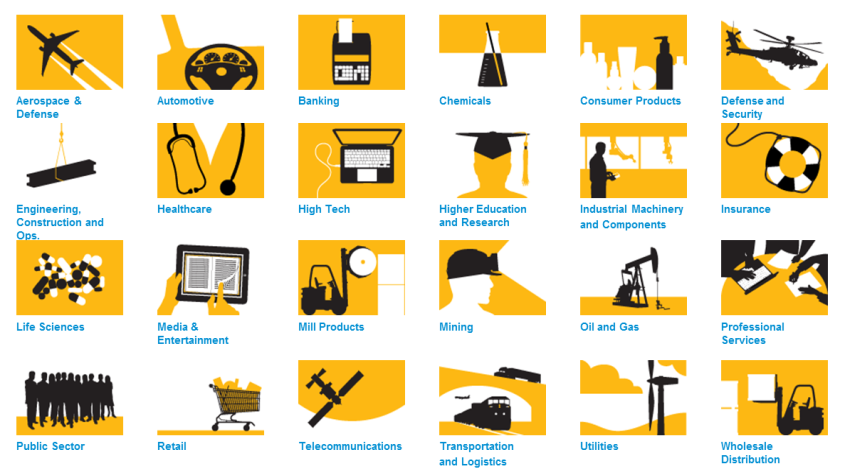 Aerospace &
Defense
Automotive
Banking
Chemicals
Consumer Products
Defense and
Security
Engineering,
Construction and
Ops.
Healthcare
High Tech
Higher Education
and Research
Industrial Machinery
and Components
Insurance
Life Sciences
Media &
Entertainment
Mill Products
Mining
Oil and Gas
Professional
Services
Public Sector
Retail
Telecommunications
Transportation
and Logistics
Utilities
Wholesale
Distribution